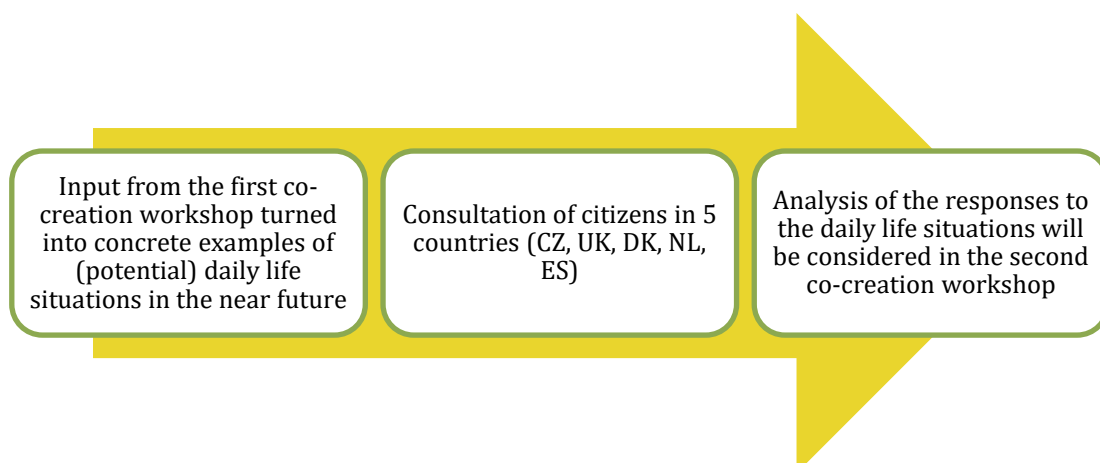 Input from the first co-
creation workshop turned
into concrete examples of
(potential) daily life
situations in the near future
Consultation of citizens in 5
countries (CZ, UK, DK, NL,
ES)
Analysis of the responses to
the daily life situations will
be considered in the second
co-creation workshop